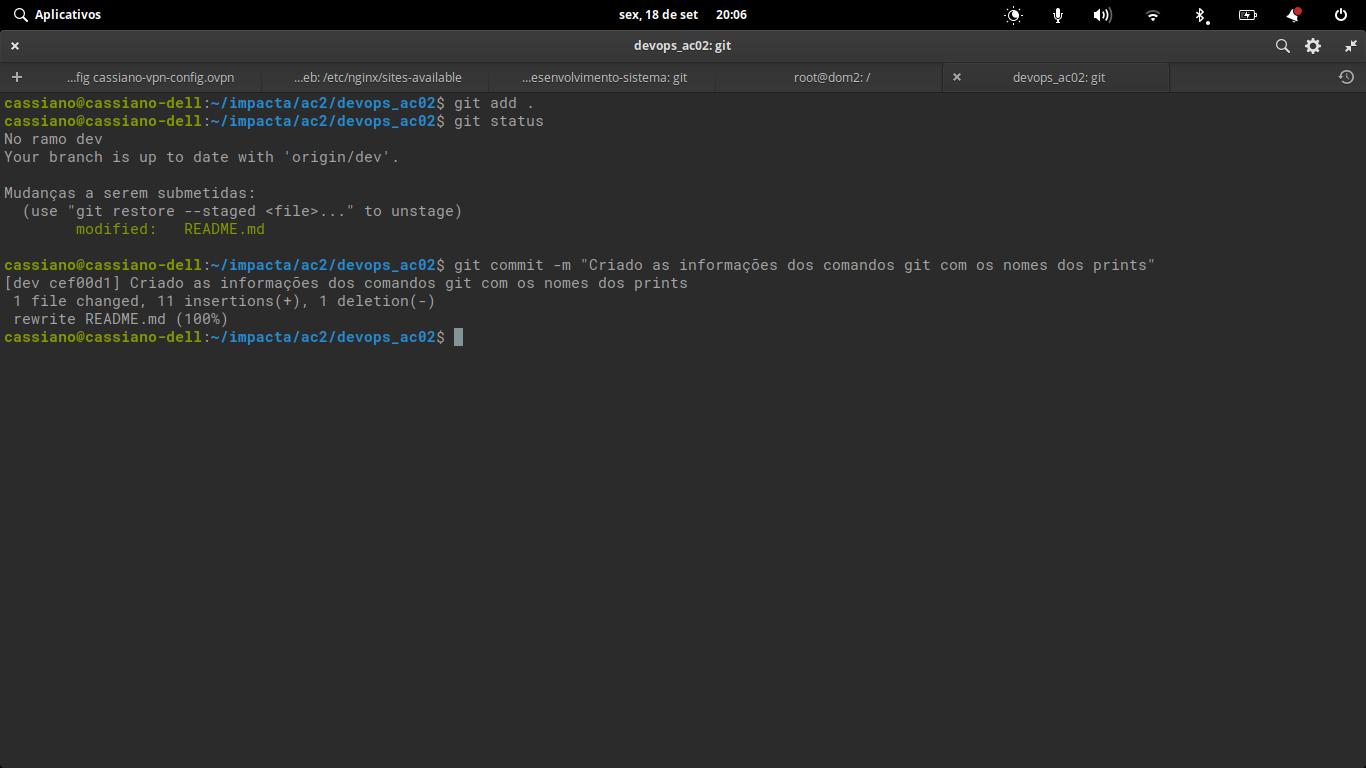 Aplicativos
sex, 18 de set 20:06
devops_ac02: git
...fig cassiano-vpn-config.ovpn
...eb: /etc/nginx/sites-available
...esenvolvimento-sistema: git
root@dom2: /
devops_ac02: git
cassiano@cassiano-dell:~/impacta/ac2/devops_ac02$ git add .
cassiano@cassiano-dell:~/impacta/ac2/devops_ac02$ git status
No ramo dev
Your branch is up to date with 'origin/dev'.
Mudanças a serem submetidas:
(use "git restore --staged <file>..." to unstage)
modified: README.md
cassiano@cassiano-dell:~/impacta/ac2/devops_ac02$ git commit -m "Criado as informações dos comandos git com os nomes dos prints"
[dev cef00d1] Criado as informações dos comandos git com os nomes dos prints
1 file changed, 11 insertions(+), 1 deletion(-)
rewrite README.md (100%)
cassiano@cassiano-dell:~/impacta/ac2/devops_ac02$